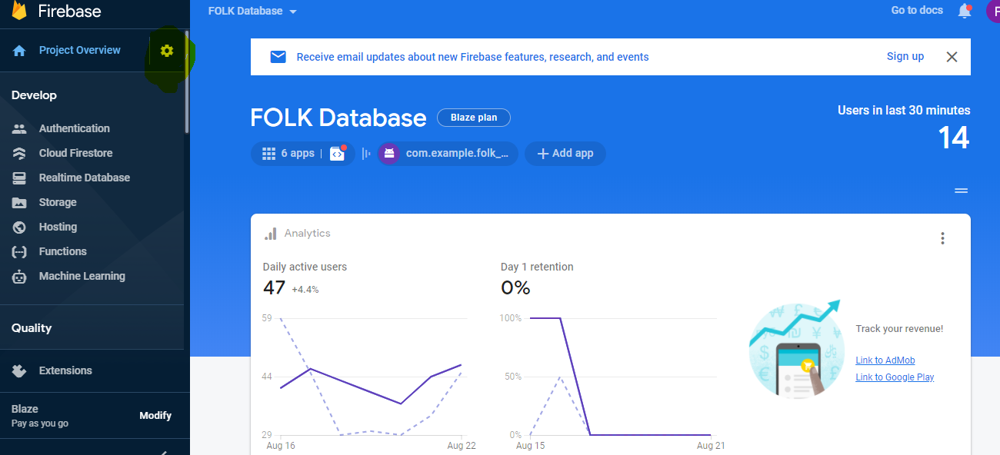 Firebase
FOLK Database
Go to docs
F
Project Overview
Receive email updates about new Firebase features, research, and events
Sign up
Develop
Authentication
Cloud Firestore
Realtime Database
Storage
Hosting
Functions
Machine Learning
Quality
Extensions
Blaze
Pay as you go
Modify
FOLK Database
Blaze plan
Users in last 30 minutes
14
6 apps
com.example.folk_...
+ Add app
Analytics
Daily active users
47 +4.4%
59
44
29
Aug 16
Aug 22
Day 1 retention
0%
100%
50%
0%
Aug 15
Aug 21
Track your revenue!
Link to AdMob
Link to Google Play